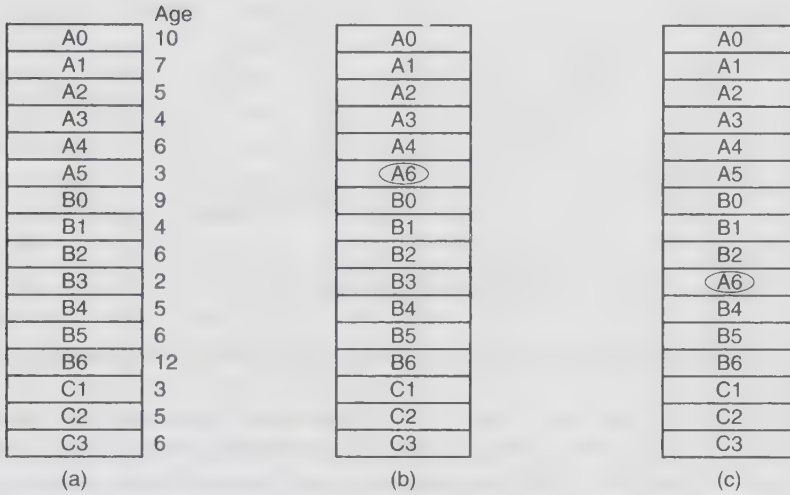 Age
A0 10 A0 A0
A1 7 A1 A1
A2 5 A2 A2
A3 4 A3 A3
A4 6 A4 A4
A5 3 A6 A5
B0 9 B0 B0
B1 4 B1 B1
B2 6 B2 B2
B3 2 B3 A6
B4 5 B4 B4
B5 6 B5 B5
B6 12 B6 B6
C1 3 C1 C1
C2 5 C2 C2
C3 6 C3 C3
(a) (b) (c)